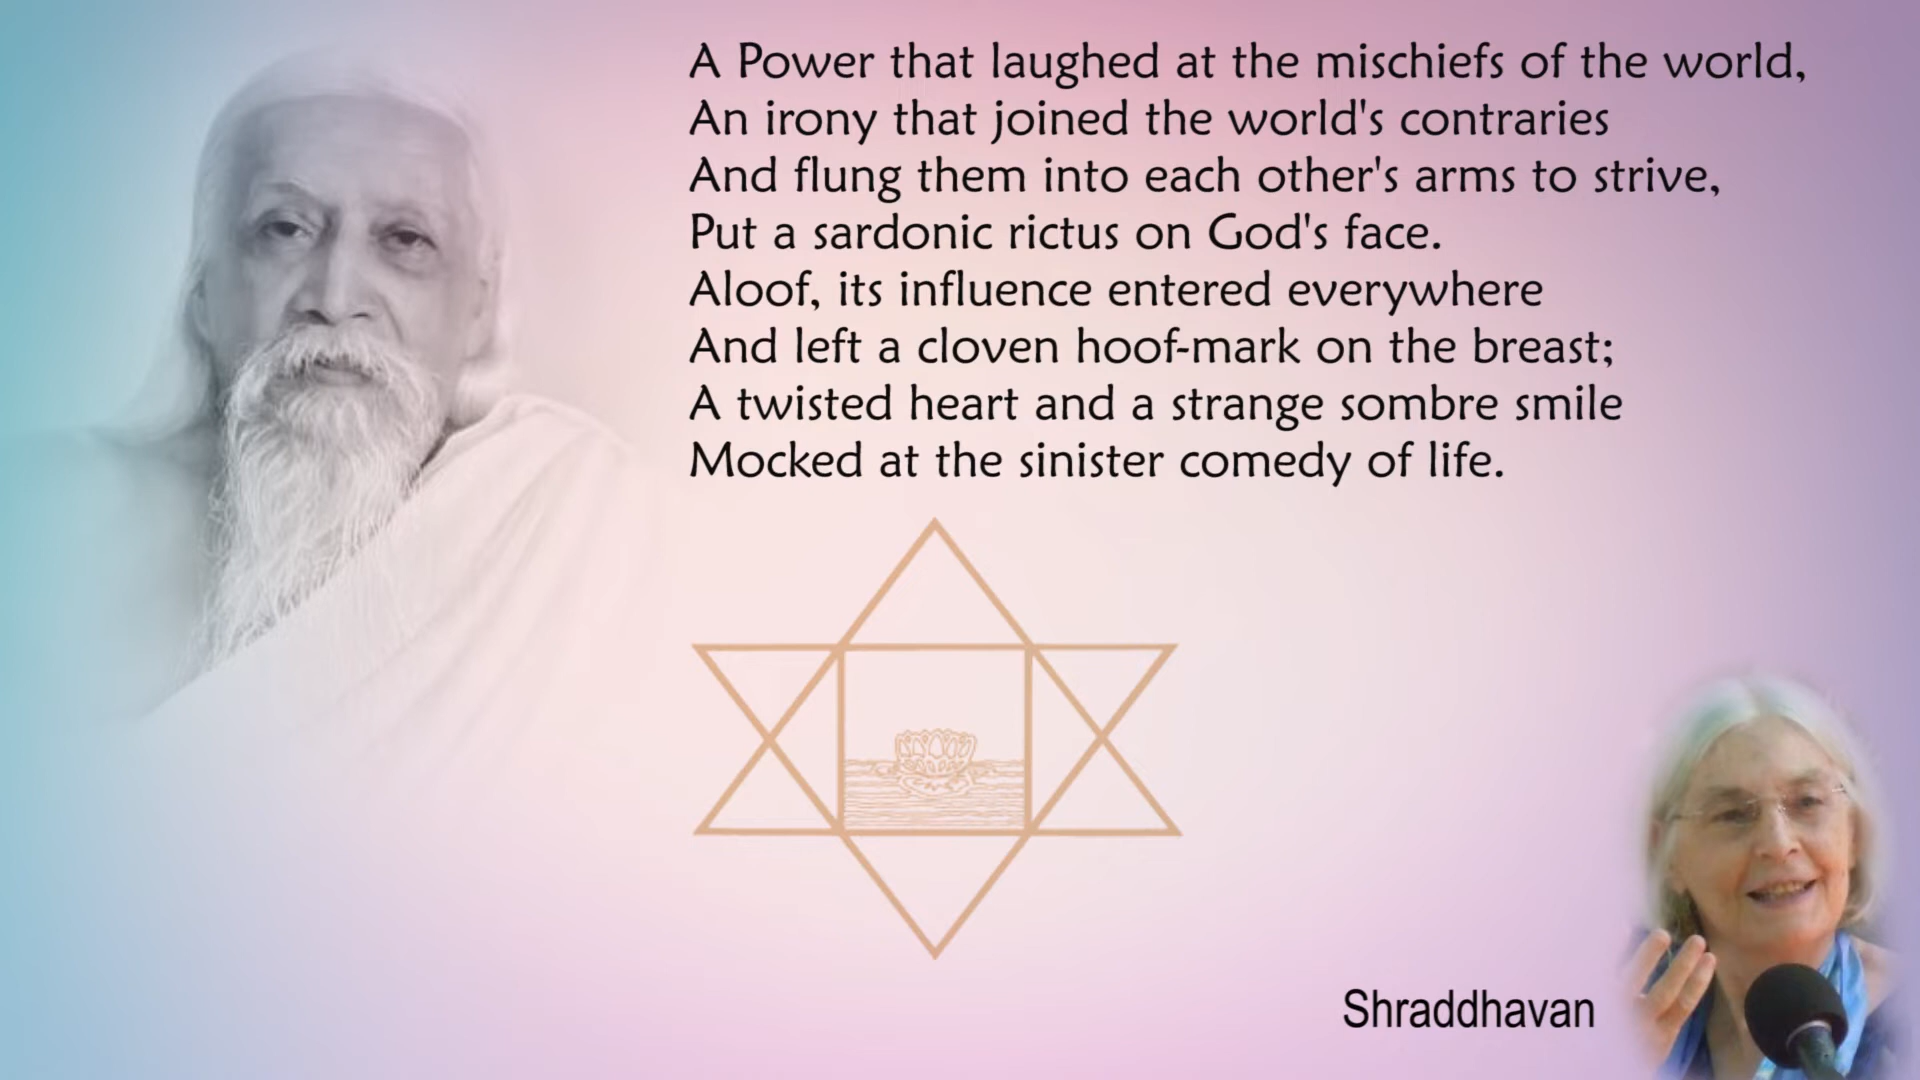 A Power that laughed at the mischiefs of the world,
An irony that joined the world's contraries
And flung them into each other's arms to strive,
Put a sardonic rictus on God's face.
Aloof, its influence entered everywhere
And left a cloven hoof-mark on the breast;
A twisted heart and a strange sombre smile
Mocked at the sinister comedy of life.
Shraddhavan